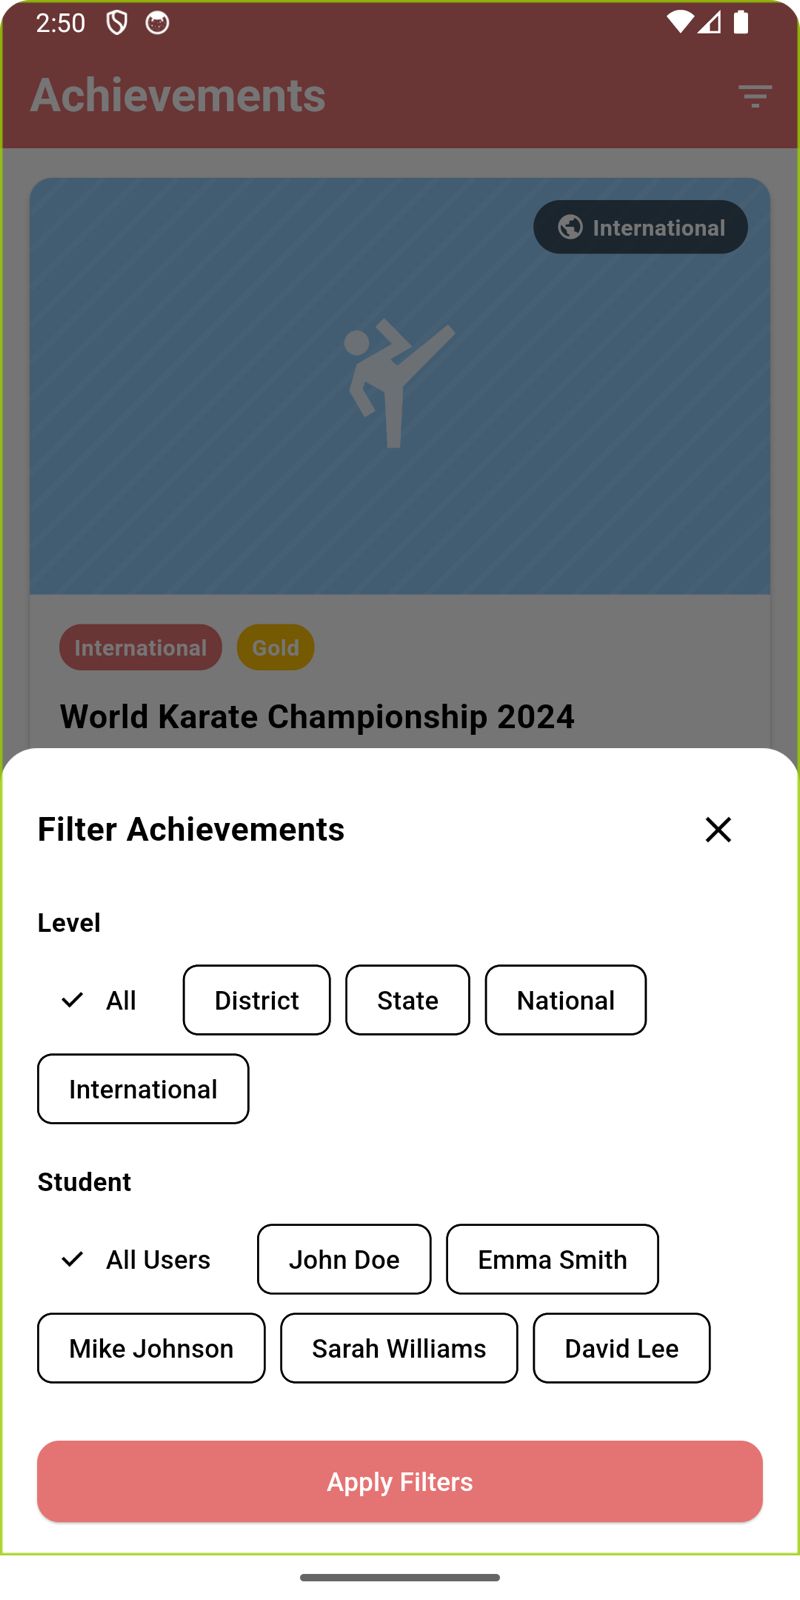 2:50
Achievements
International
International Gold
World Karate Championship 2024
Filter Achievements
Level
All District State National
International
Student
All Users John Doe Emma Smith
Mike Johnson Sarah Williams David Lee
Apply Filters